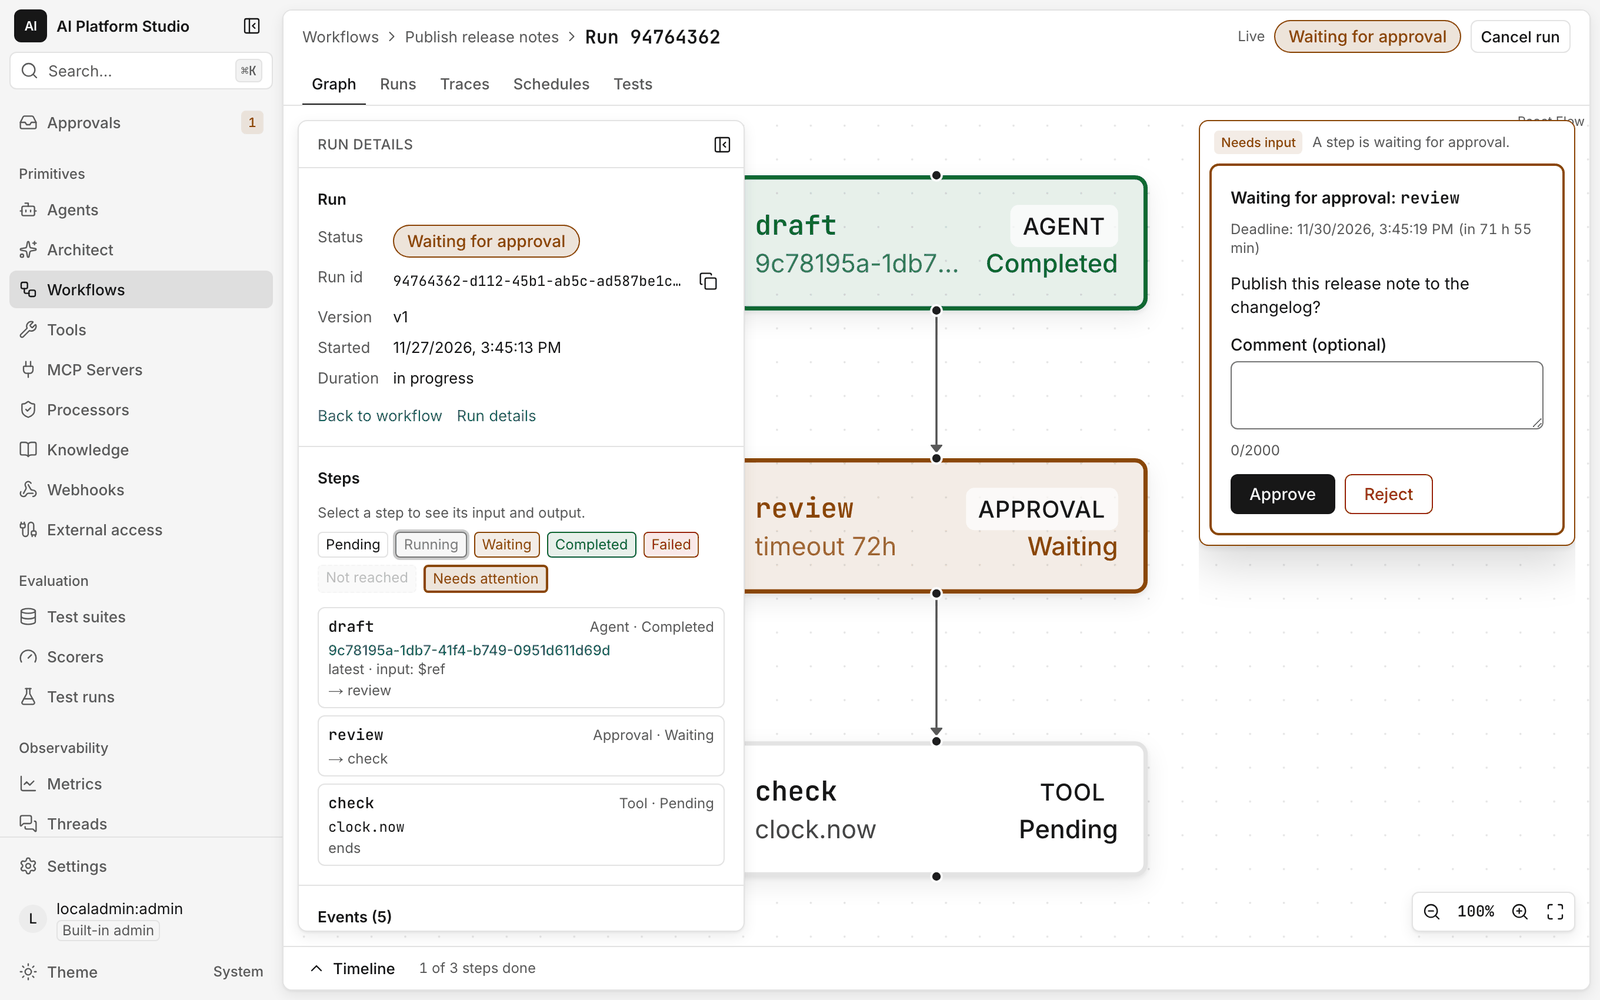 AI
AI Platform Studio
Search...
⌘K
Approvals
1
Primitives
Agents
Architect
Workflows
Tools
MCP Servers
Processors
Knowledge
Webhooks
External access
Evaluation
Test suites
Scorers
Test runs
Observability
Metrics
Threads
Settings
L
localadmin:admin
Built-in admin
Theme
System
Workflows > Publish release notes > Run 94764362
Live
Waiting for approval
Cancel run
Graph
Runs
Traces
Schedules
Tests
RUN DETAILS
Run
Status
Waiting for approval
Run id
94764362-d112-45b1-ab5c-ad587be1c…
Version
v1
Started
11/27/2026, 3:45:13 PM
Duration
in progress
Back to workflow
Run details
Steps
Select a step to see its input and output.
Pending
Running
Waiting
Completed
Failed
Not reached
Needs attention
draft
Agent · Completed
9c78195a-1db7-41f4-b749-0951d611d69d
latest · input: $ref
→ review
review
Approval · Waiting
→ check
check
Tool · Pending
clock.now
ends
Events (5)
draft
AGENT
9c78195a-1db7...
Completed
review
APPROVAL
timeout 72h
Waiting
check
TOOL
clock.now
Pending
React Flow
Needs input
A step is waiting for approval.
Waiting for approval: review
Deadline: 11/30/2026, 3:45:19 PM (in 71 h 55
min)
Publish this release note to the
changelog?
Comment (optional)
0/2000
Approve
Reject
100%
Timeline
1 of 3 steps done